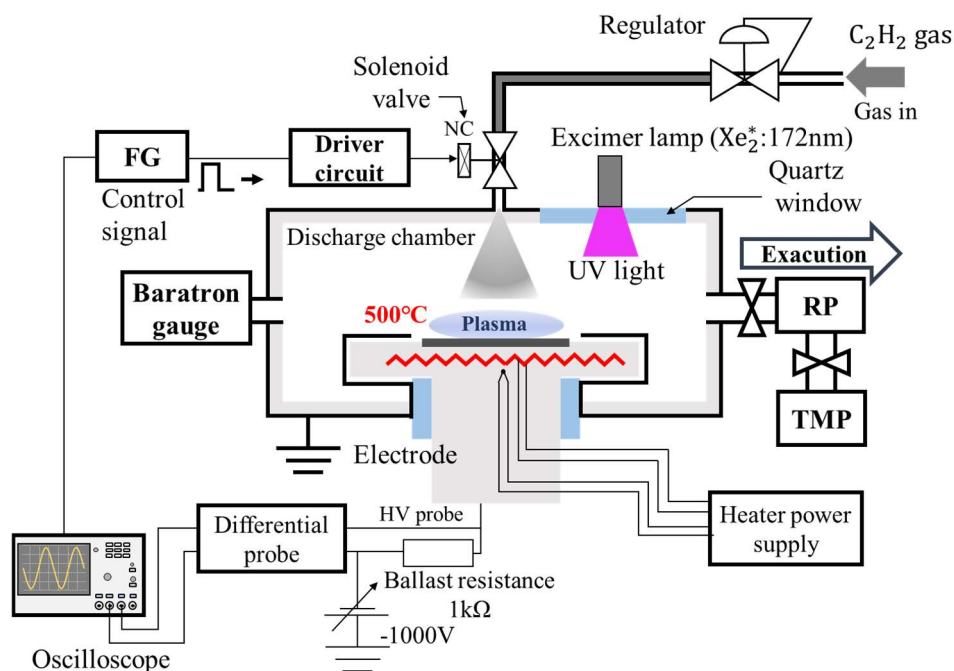 Regulator
C₂H₂ gas
Gas in
Solenoid
valve
NC
Excimer lamp (Xe₂*:172nm)
Quartz
window
FG
Driver
circuit
Control
signal
Discharge chamber
UV light
Exacution
Baratron
gauge
500℃
Plasma
RP
TMP
Electrode
HV probe
Differential
probe
Heater power
supply
Ballast resistance
1kΩ
-1000V
Oscilloscope